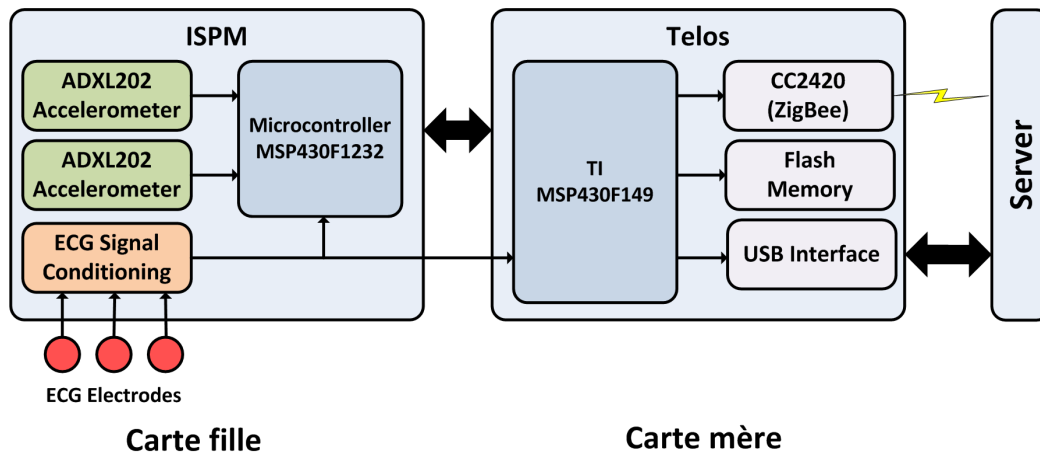 ISPM
ADXL202
Accelerometer
ADXL202
Accelerometer
Microcontroller
MSP430F1232
ECG Signal
Conditioning
ECG Electrodes
Carte fille
Telos
TI
MSP430F149
CC2420
(ZigBee)
Flash
Memory
USB Interface
Carte mère
Server